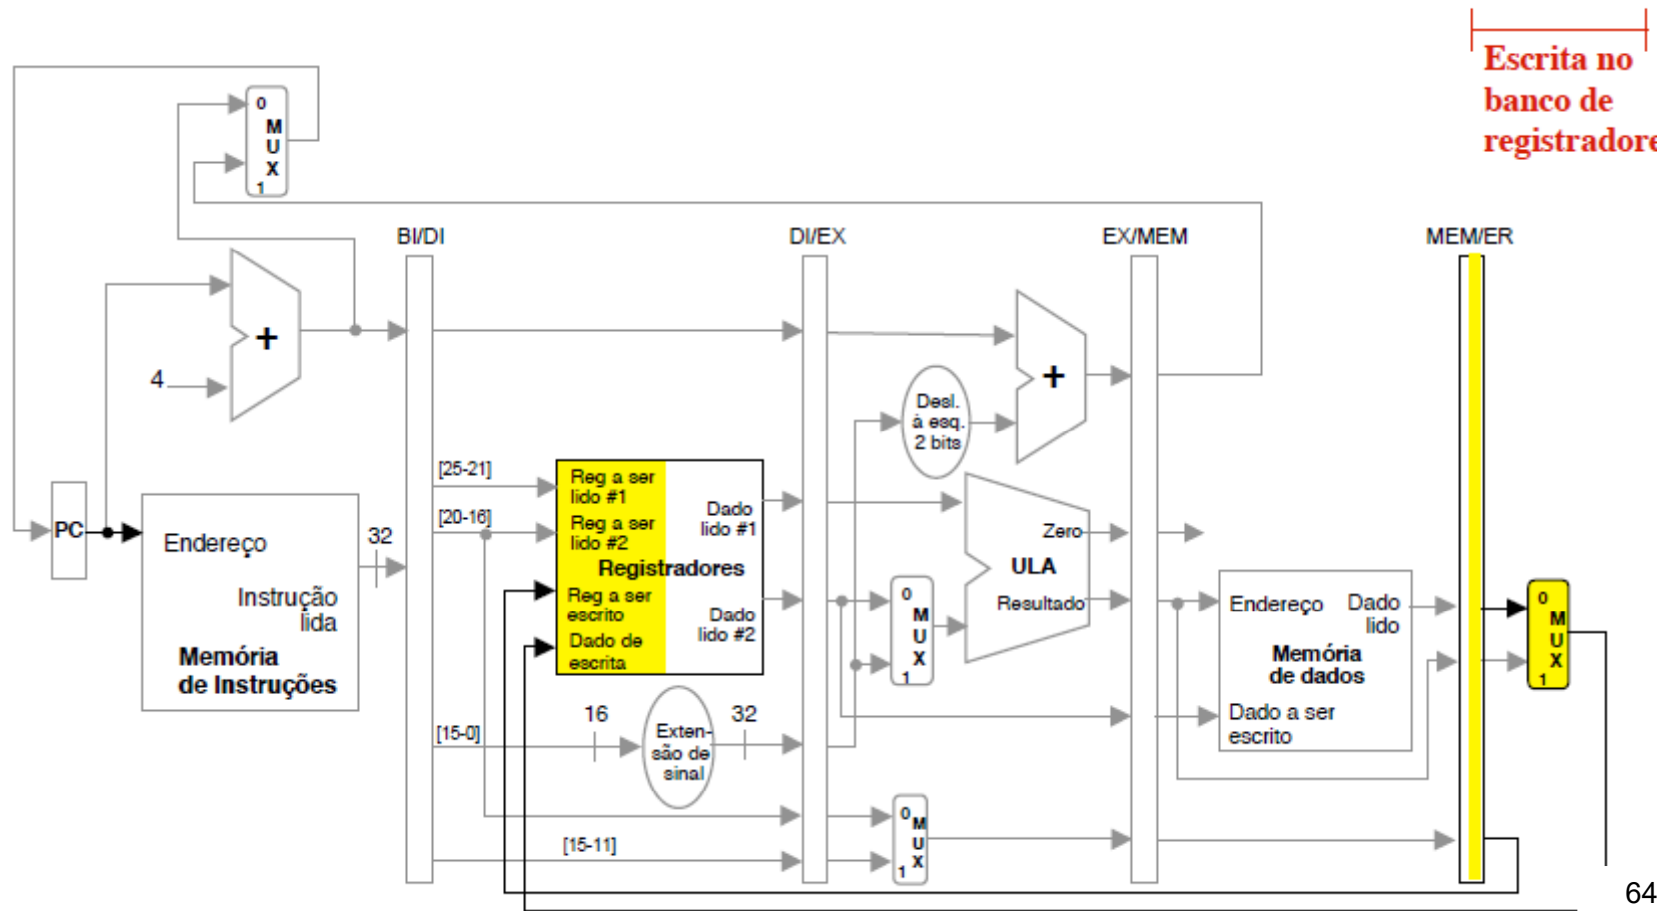 Escrita no
banco de
registradore
0
M
U
X
1
BI/DI
DI/EX
EX/MEM
MEM/ER
+
4
+
Desl.
à esq.
2 bits
[25-21]
[20-16]
PC
Endereço
32
Instrução
lida
Memória
de Instruções
Reg a ser
lido #1
Reg a ser
lido #2
Dado
lido #1
Registradores
Reg a ser
escrito
Dado
lido #2
Dado de
escrita
0
M
U
X
1
Zero
ULA
Resultado
Endereço
Dado
lido
Memória
de dados
Dado a ser
escrito
0
M
U
X
1
[15-0]
16
Exten-
são de
sinal
32
[15-11]
0
M
U
X
1
64